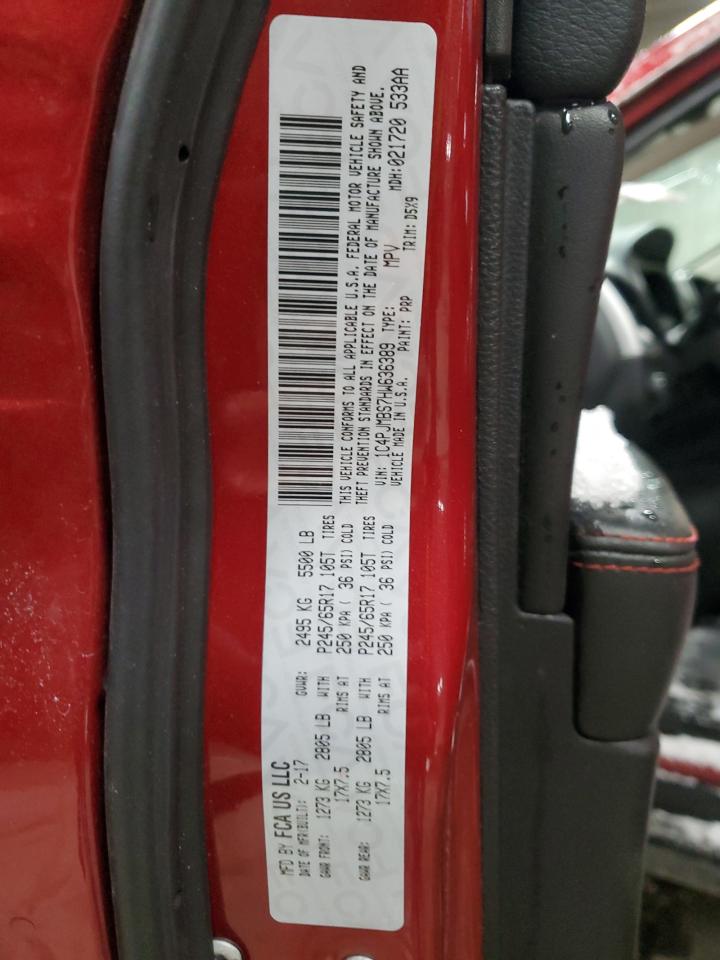 MFD BY FCA US LLC
DATE OF MFR(BUILT): 2-17 GVWR: 2495 KG 5500 LB
GAWR FRONT: 1273 KG 2805 LB WITH P245/65R17 105T TIRES
17X7.5 RIMS AT 250 KPA ( 36 PSI) COLD
GAWR REAR: 1273 KG 2805 LB WITH P245/65R17 105T TIRES
17X7.5 RIMS AT 250 KPA ( 36 PSI) COLD
THIS VEHICLE CONFORMS TO ALL APPLICABLE U.S.A. FEDERAL MOTOR VEHICLE SAFETY AND
THEFT PREVENTION STANDARDS IN EFFECT ON THE DATE OF MANUFACTURE SHOWN ABOVE.
VIN: 1C4PJMBS7HW636389 TYPE: MPV MDH:021720 533AA
VEHICLE MADE IN U.S.A. PAINT: PRP TRIM: D5X9